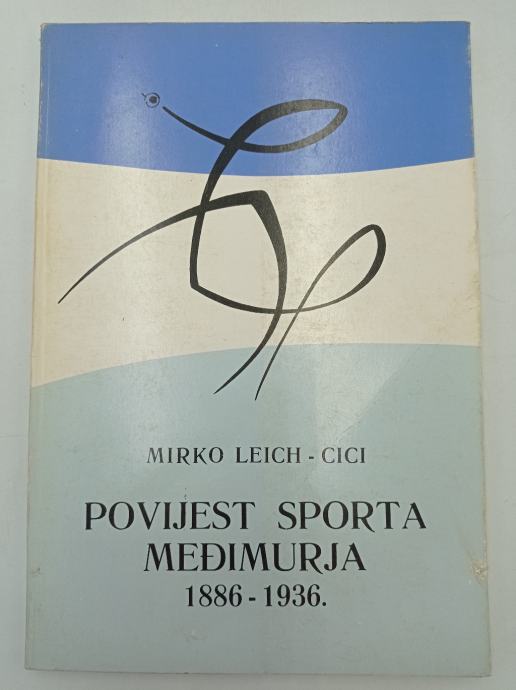 MIRKO LEICH - CICI
POVIJEST SPORTA
MEĐIMURJA
1886 - 1936.